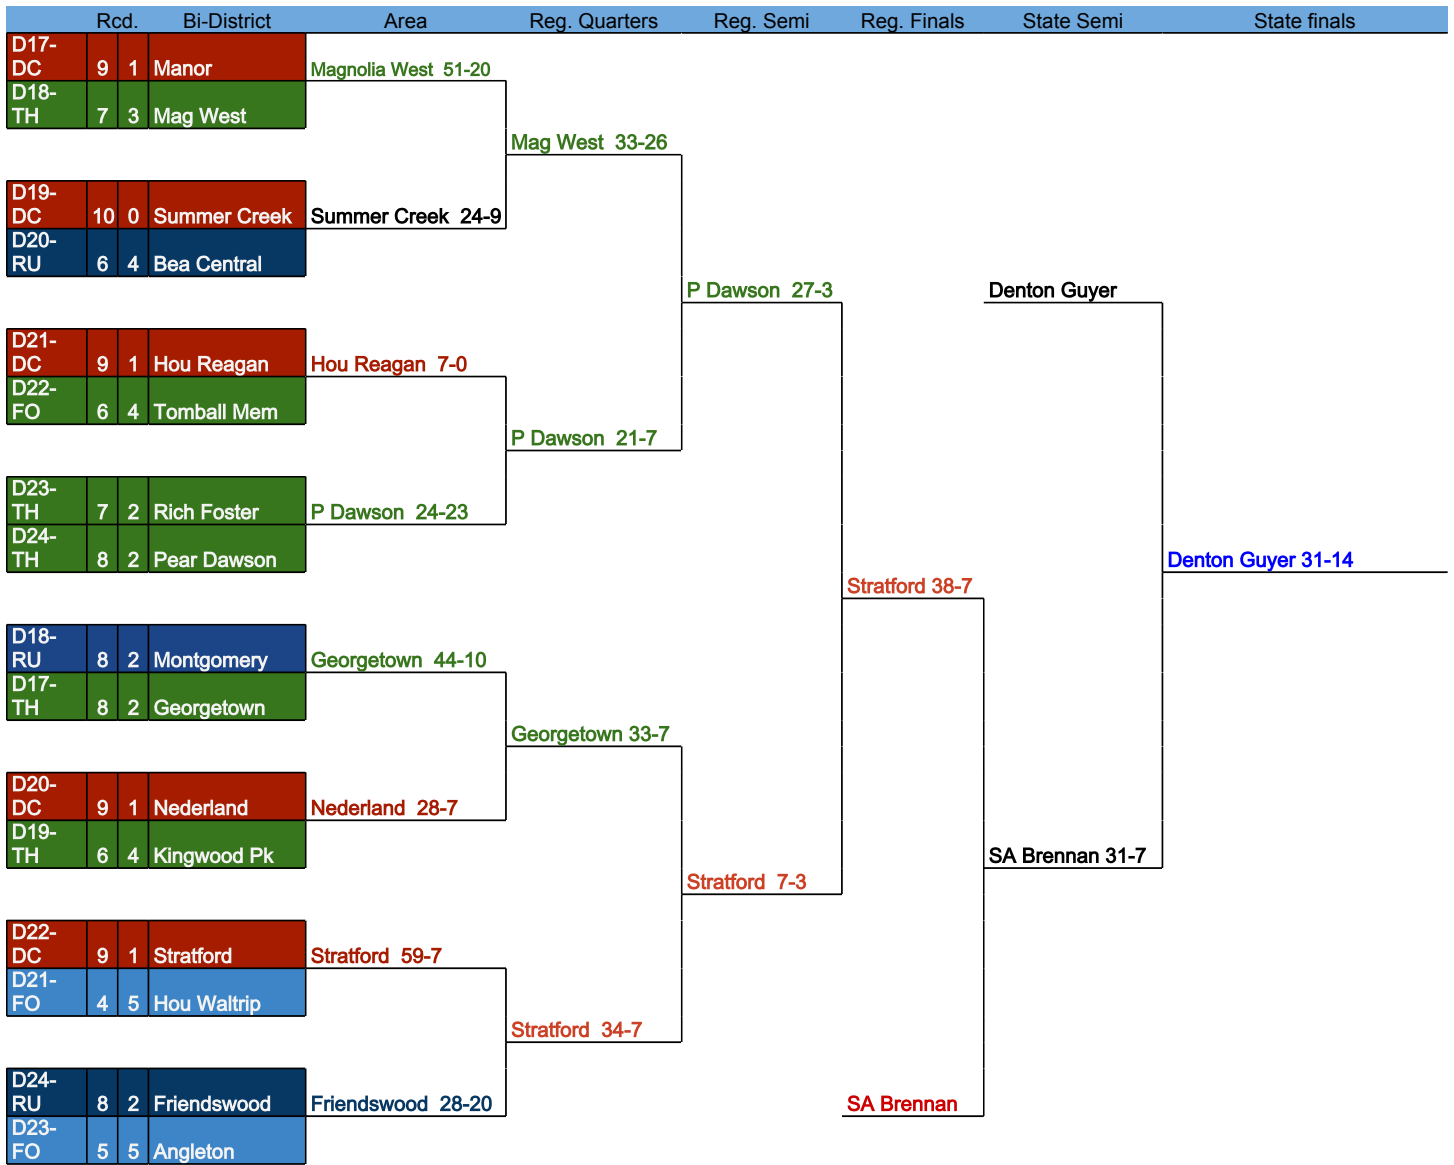 Rcd. Bi-District Area Reg. Quarters Reg. Semi Reg. Finals State Semi State finals
D17-
DC 9 1 Manor Magnolia West 51-20
D18-
TH 7 3 Mag West
Mag West 33-26
D19-
DC 10 0 Summer Creek Summer Creek 24-9
D20-
RU 6 4 Bea Central
P Dawson 27-3 Denton Guyer
D21-
DC 9 1 Hou Reagan Hou Reagan 7-0
D22-
FO 6 4 Tomball Mem
P Dawson 21-7
D23-
TH 7 2 Rich Foster P Dawson 24-23
D24-
TH 8 2 Pear Dawson Denton Guyer 31-14
Stratford 38-7
D18-
RU 8 2 Montgomery Georgetown 44-10
D17-
TH 8 2 Georgetown
Georgetown 33-7
D20-
DC 9 1 Nederland Nederland 28-7
D19-
TH 6 4 Kingwood Pk SA Brennan 31-7
Stratford 7-3
D22-
DC 9 1 Stratford Stratford 59-7
D21-
FO 4 5 Hou Waltrip
Stratford 34-7
D24-
RU 8 2 Friendswood Friendswood 28-20 SA Brennan
D23-
FO 5 5 Angleton